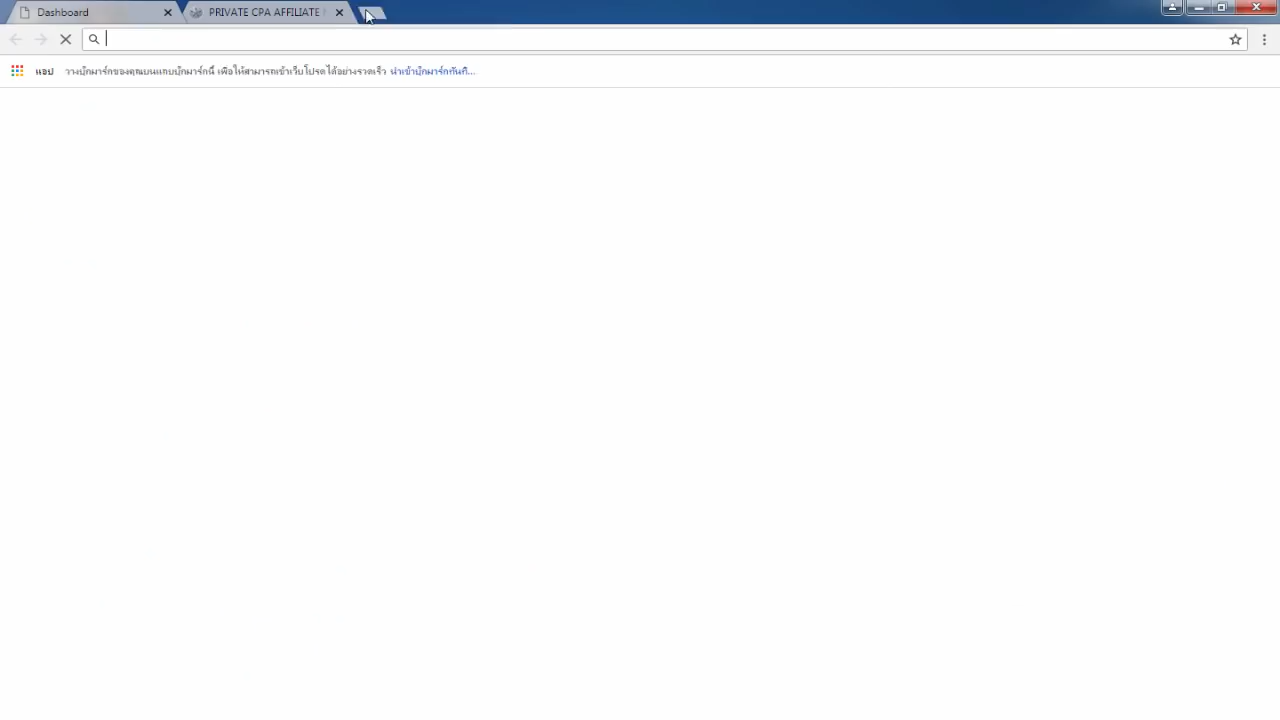 Dashboard
PRIVATE CPA AFFILIATE
แอป
วางบุ๊กมาร์กของคุณบนแถบบุ๊กมาร์กนี้ เพื่อให้สามารถเข้าเว็บโปรดได้อย่างรวดเร็ว นำเข้าบุ๊กมาร์กทันที...